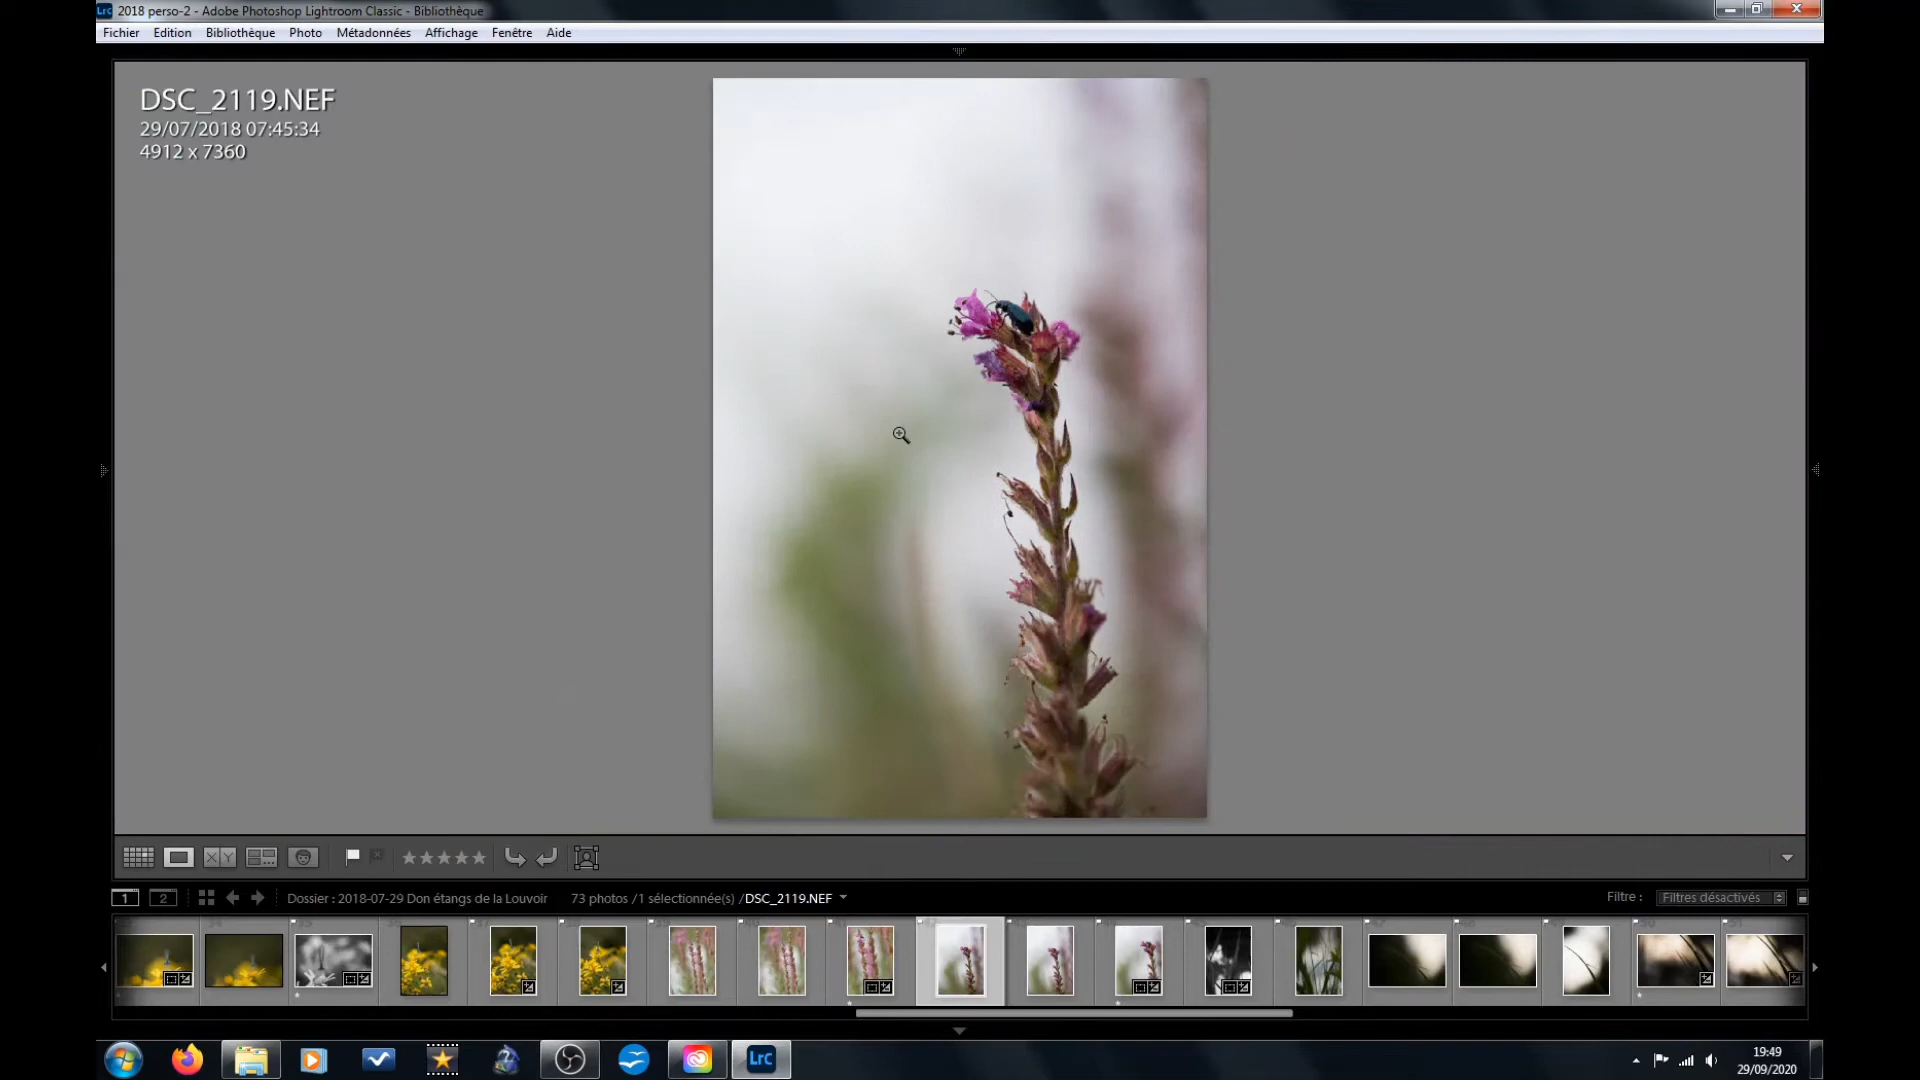 Lrc 2018 perso-2 - Adobe Photoshop Lightroom Classic - Bibliothèque
Fichier Edition Bibliothèque Photo Métadonnées Affichage Fenêtre Aide
DSC_2119.NEF
29/07/2018 07:45:34
4912 x 7360
X Y
1 2 Dossier : 2018-07-29 Don étangs de la Louvoir 73 photos /1 sélectionnée(s) /DSC_2119.NEF Filtre : Filtres désactivés
LrC
19:49
29/09/2020